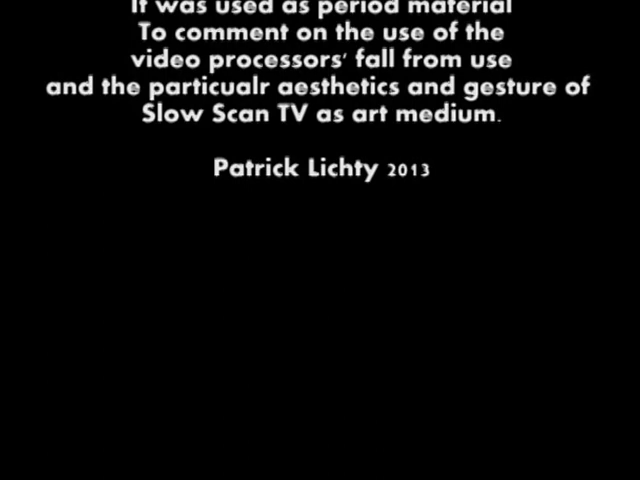 It was used as period material
To comment on the use of the
video processors' fall from use
and the particualr aesthetics and gesture of
Slow Scan TV as art medium.
Patrick Lichty 2013